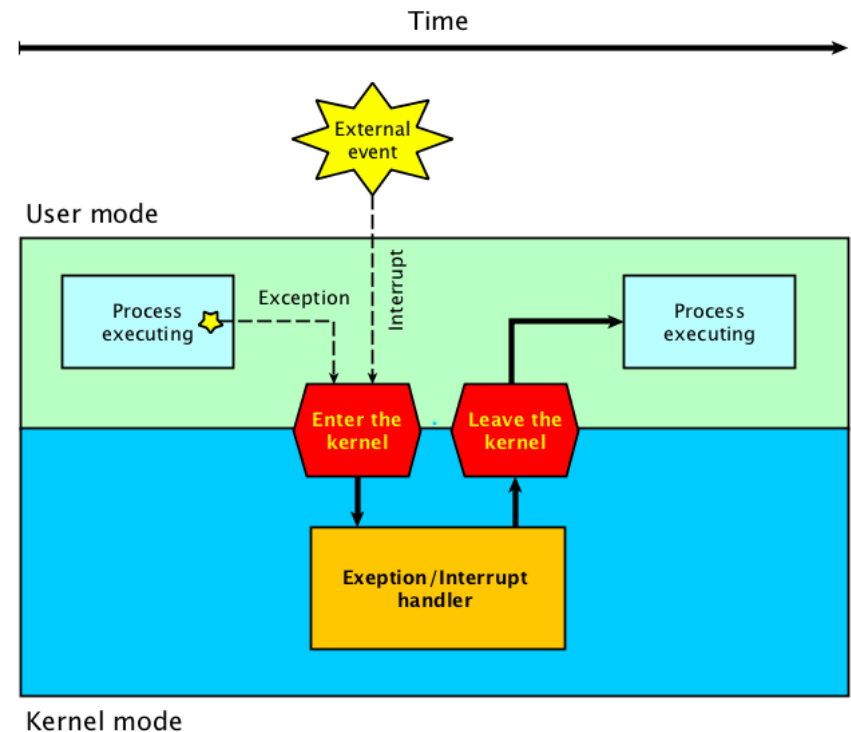 Time
External
event
User mode
Process
executing
Exception
Interrupt
Process
executing
Enter the
kernel
Leave the
kernel
Exeption/Interrupt
handler
Kernel mode